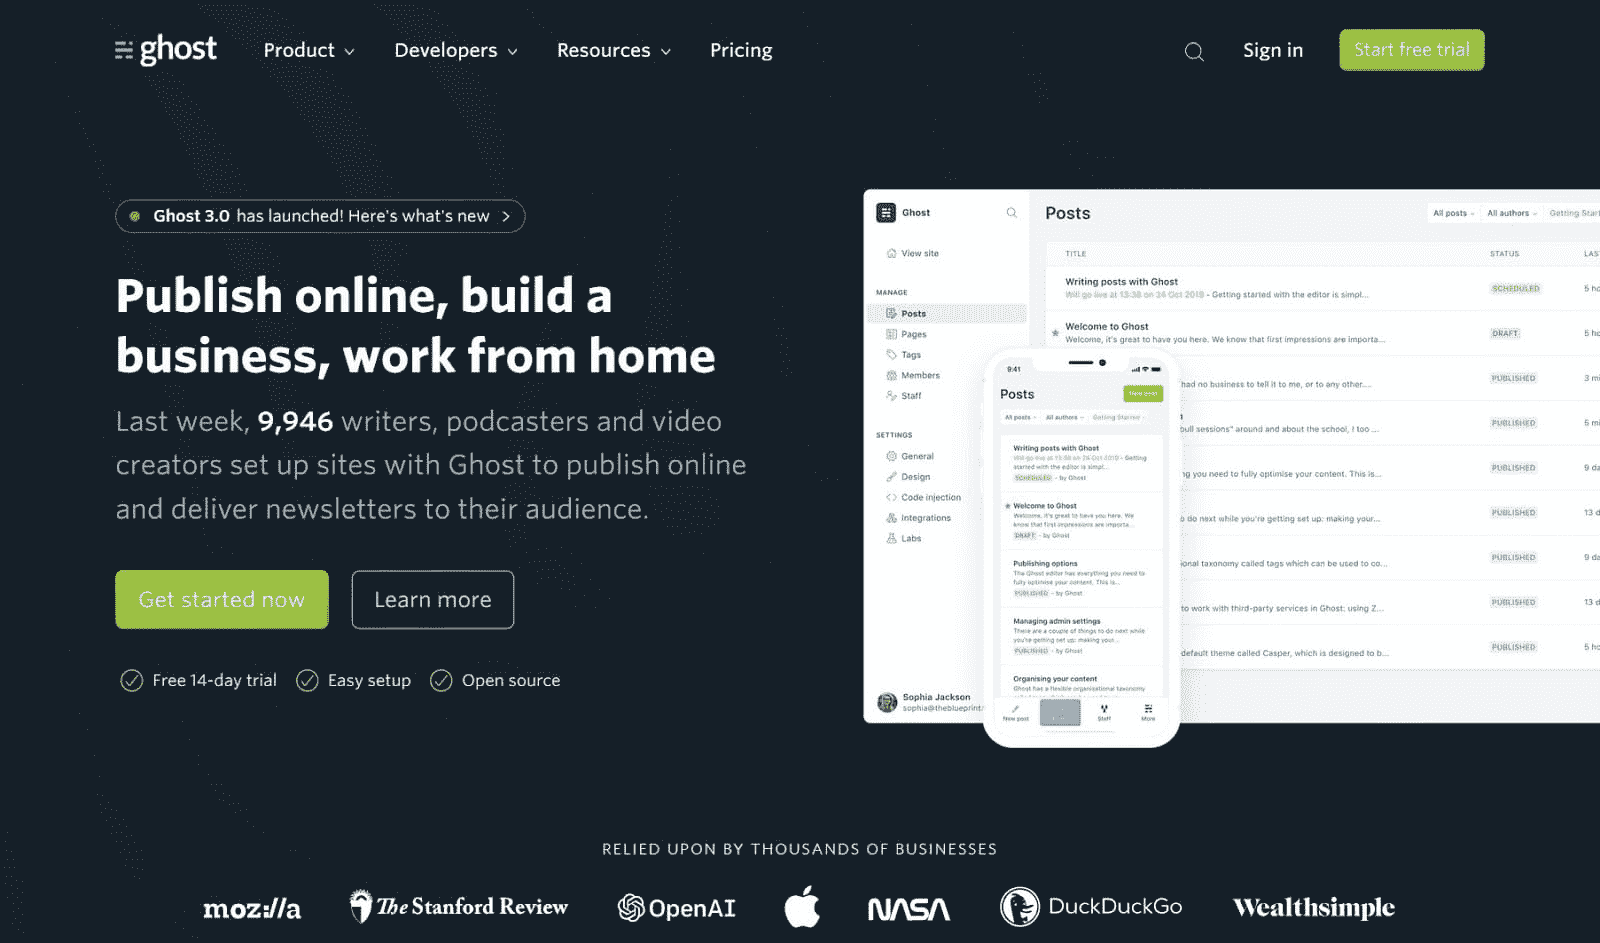 ghost
Product
Developers
Resources
Pricing
Sign in
Start free trial
Ghost 3.0 has launched! Here's what's new
Publish online, build a
business, work from home
Last week, 9,946 writers, podcasters and video
creators set up sites with Ghost to publish online
and deliver newsletters to their audience.
Get started now
Learn more
Free 14-day trial
Easy setup
Open source
Ghost
View site
MANAGE
Posts
Pages
Tags
Members
Staff
SETTINGS
General
Design
Code injection
Integrations
Labs
Sophia Jackson
sophia@theblueprint
Posts
All posts
All authors
Getting Start
TITLE
STATUS
LAS
Writing posts with Ghost
Will go live at 13:38 on 24 Oct 2019 - Getting started with the editor is simpl...
SCHEDULED
5 ho
Welcome to Ghost
Welcome, it's great to have you here. We know that first impressions are importa...
DRAFT
5 ho
had no business to tell it to me, or to any other....
PUBLISHED
3 mi
bull sessions" around and about the school, I too ...
PUBLISHED
5 m
ng you need to fully optimise your content. This is...
PUBLISHED
9 da
to do next while you're getting set up: making your...
PUBLISHED
13 d
onal taxonomy called tags which can be used to co...
PUBLISHED
9 da
to work with third-party services in Ghost: using Z...
PUBLISHED
13 d
default theme called Casper, which is designed to b...
PUBLISHED
5 ho
9:41
Posts
New post
All posts
All authors
Getting Started
Writing posts with Ghost
Will go live at 13:38 on 24 Oct 2019 - Getting
started with the editor is simpl...
SCHEDULED - by Ghost
Welcome to Ghost
Welcome, it's great to have you here. We
know that first impressions are importa...
DRAFT - by Ghost
Publishing options
The Ghost editor has everything you need to
fully optimise your content. This is...
PUBLISHED - by Ghost
Managing admin settings
There are a couple of things to do next while
you're getting set up: making your...
PUBLISHED - by Ghost
Organising your content
Ghost has a flexible organisational taxonomy
New post
Staff
More
RELIED UPON BY THOUSANDS OF BUSINESSES
moz://a
The Stanford Review
OpenAI
NASA
DuckDuckGo
Wealthsimple